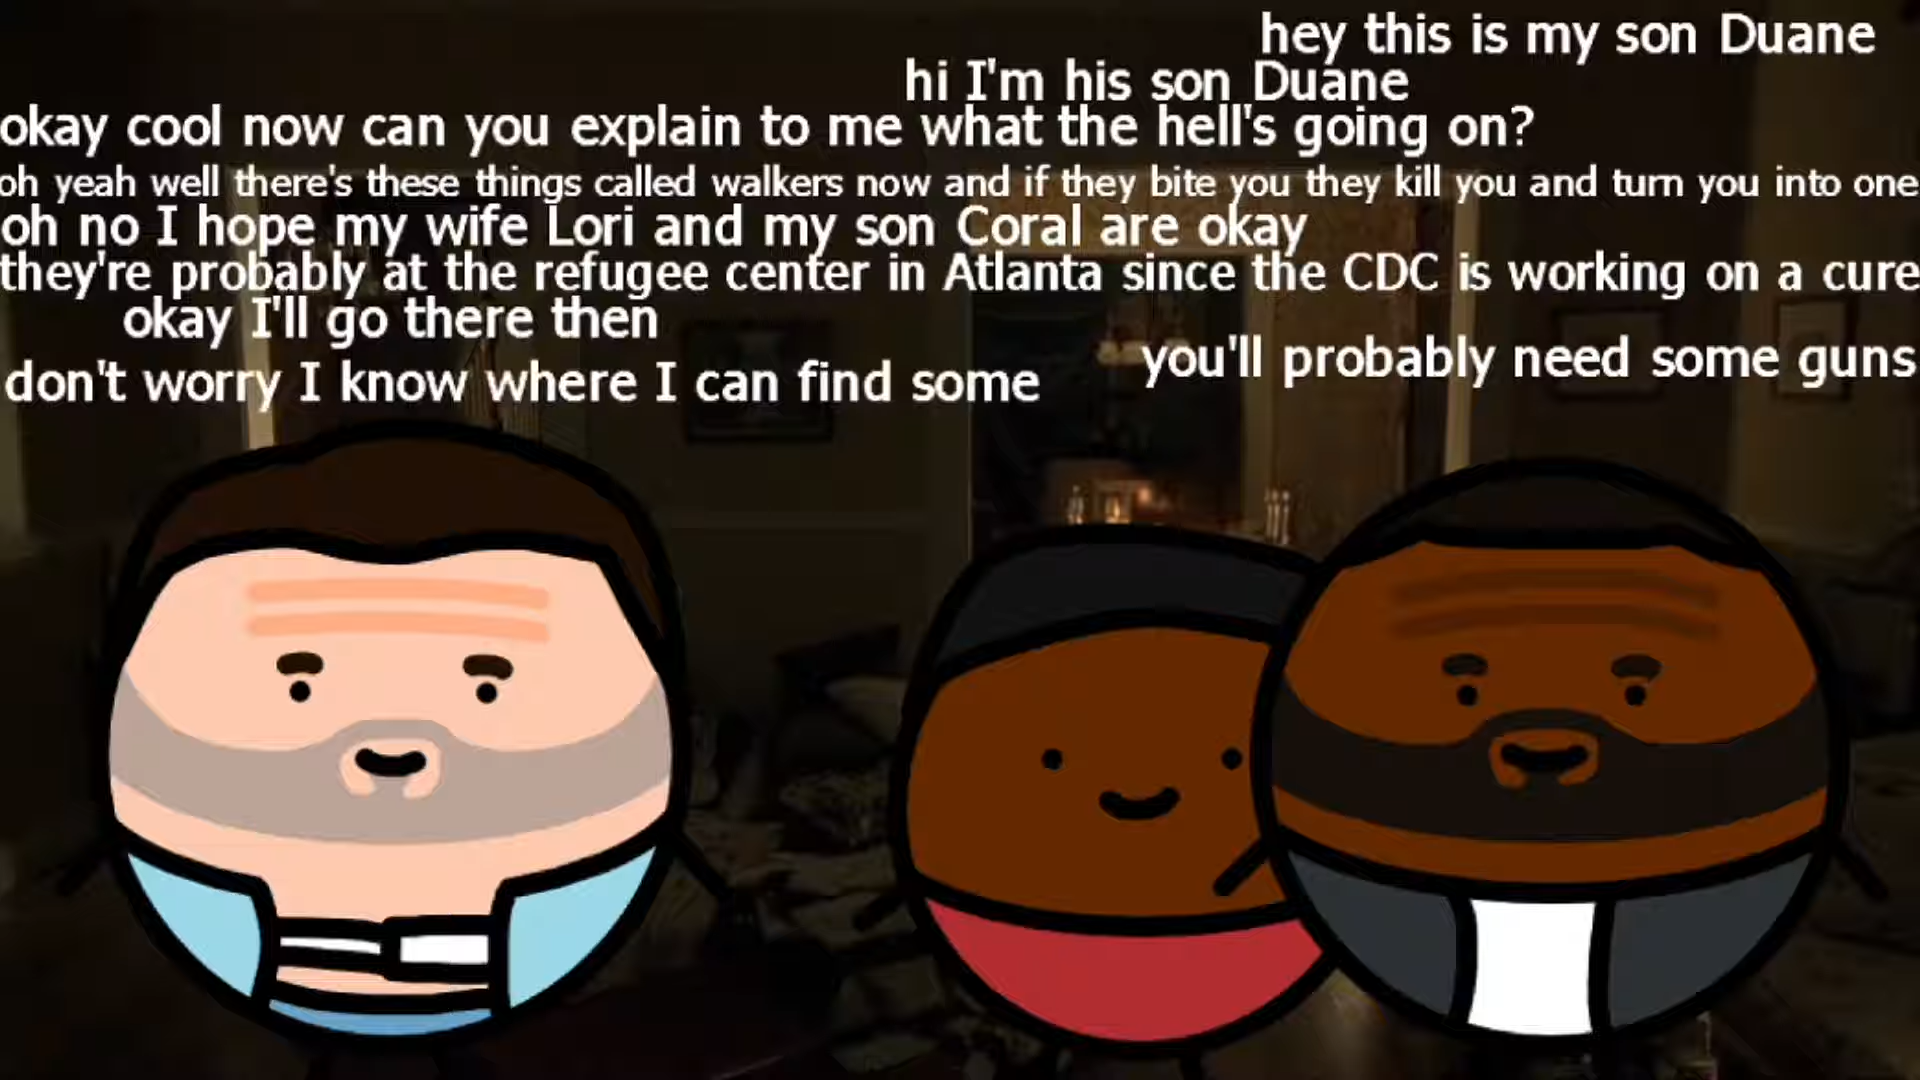 hey this is my son Duane
hi I'm his son Duane
okay cool now can you explain to me what the hell's going on?
oh yeah well there's these things called walkers now and if they bite you they kill you and turn you into one
oh no I hope my wife Lori and my son Coral are okay
they're probably at the refugee center in Atlanta since the CDC is working on a cure
okay I'll go there then
you'll probably need some guns
don't worry I know where I can find some